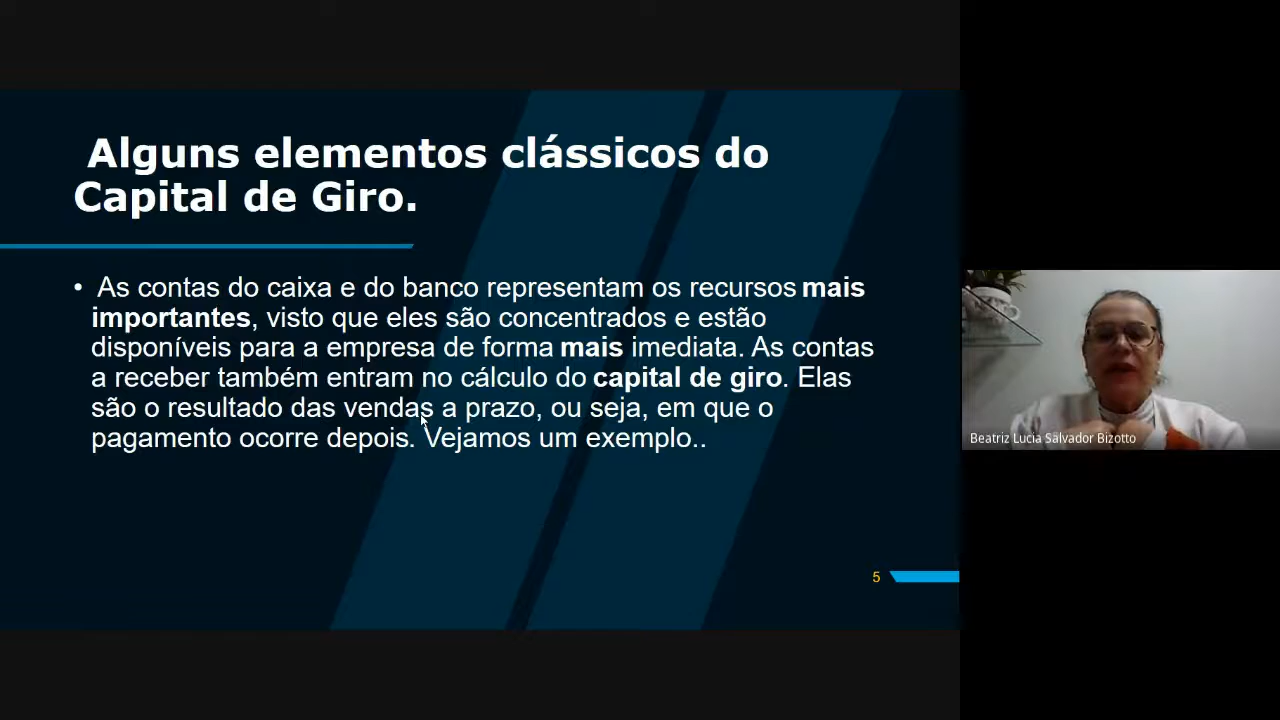 Alguns elementos clássicos do
Capital de Giro.
• As contas do caixa e do banco representam os recursos mais
importantes, visto que eles são concentrados e estão
disponíveis para a empresa de forma mais imediata. As contas
a receber também entram no cálculo do capital de giro. Elas
são o resultado das vendas a prazo, ou seja, em que o
pagamento ocorre depois. Vejamos um exemplo..
5
Beatriz Lucia Salvador Bizotto